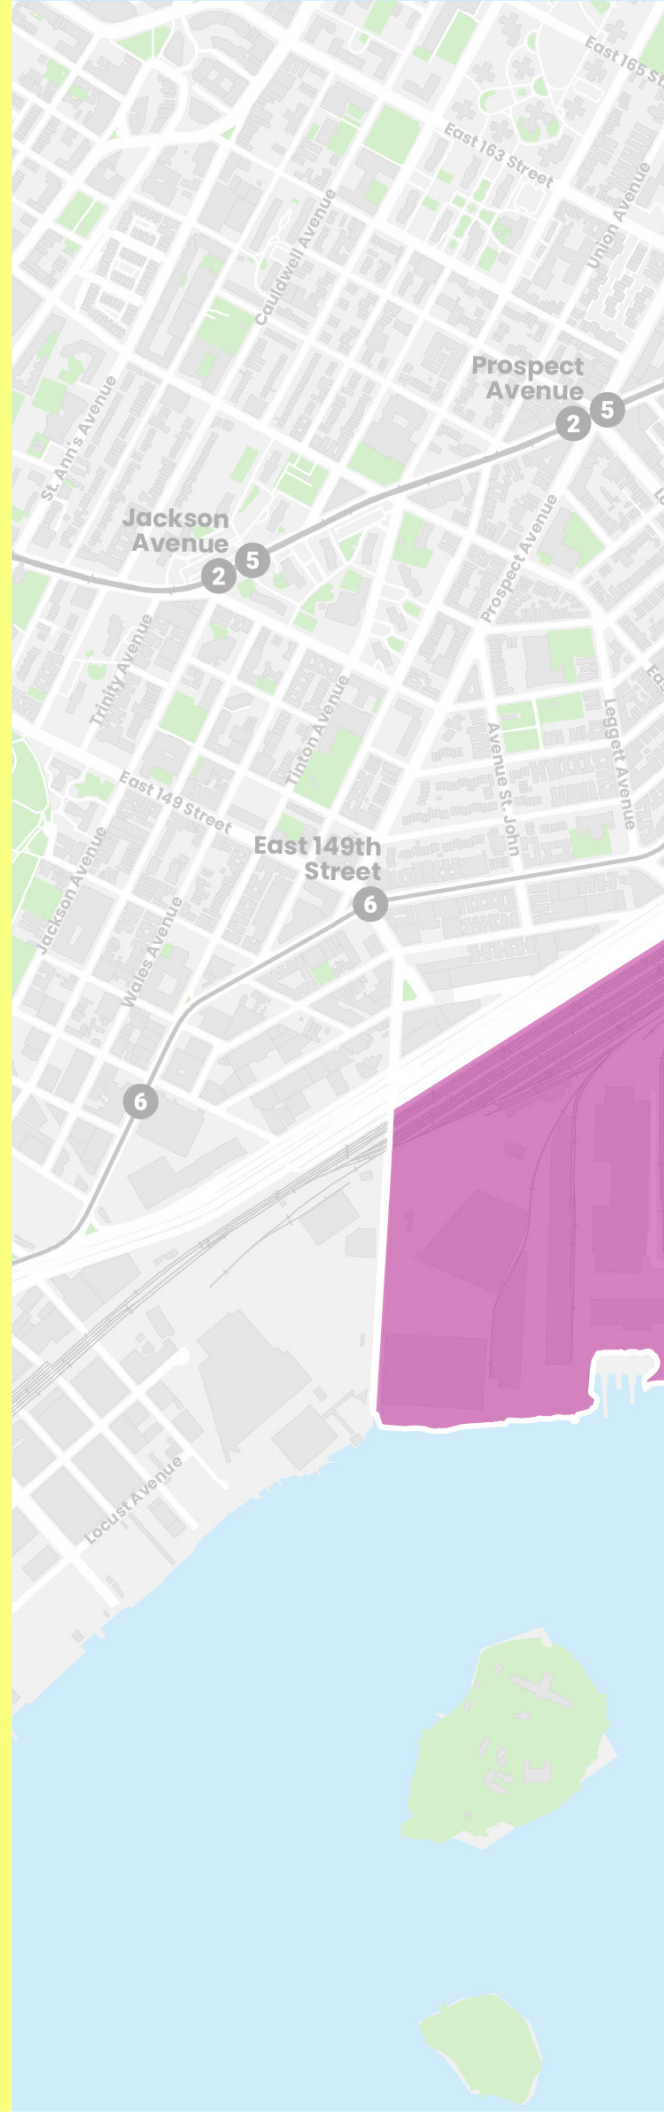 East 165 St
East 163 Street
Union Avenue
Cauldwell Avenue
Prospect
Avenue
2
5
St. Ann's Avenue
Jackson
Avenue
2
5
Prospect Avenue
Trinity Avenue
Tinton Avenue
Leggett Avenue
Avenue St. John
East 149 Street
East 149th
Street
6
Jackson Avenue
Wales Avenue
6
Locust Avenue